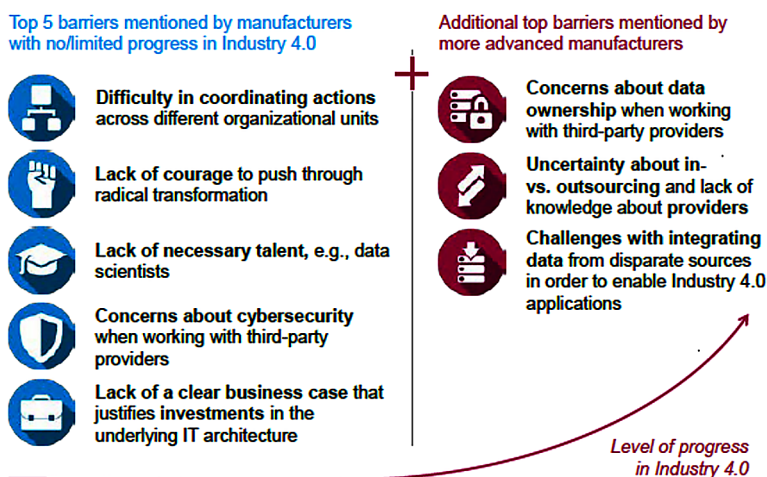 Top 5 barriers mentioned by manufacturers
with no/limited progress in Industry 4.0
Difficulty in coordinating actions
across different organizational units
Lack of courage to push through
radical transformation
Lack of necessary talent, e.g., data
scientists
Concerns about cybersecurity
when working with third-party
providers
Lack of a clear business case that
justifies investments in the
underlying IT architecture
Additional top barriers mentioned by
more advanced manufacturers
Concerns about data
ownership when working
with third-party providers
Uncertainty about in-
vs. outsourcing and lack of
knowledge about providers
Challenges with integrating
data from disparate sources
in order to enable Industry 4.0
applications
Level of progress
in Industry 4.0